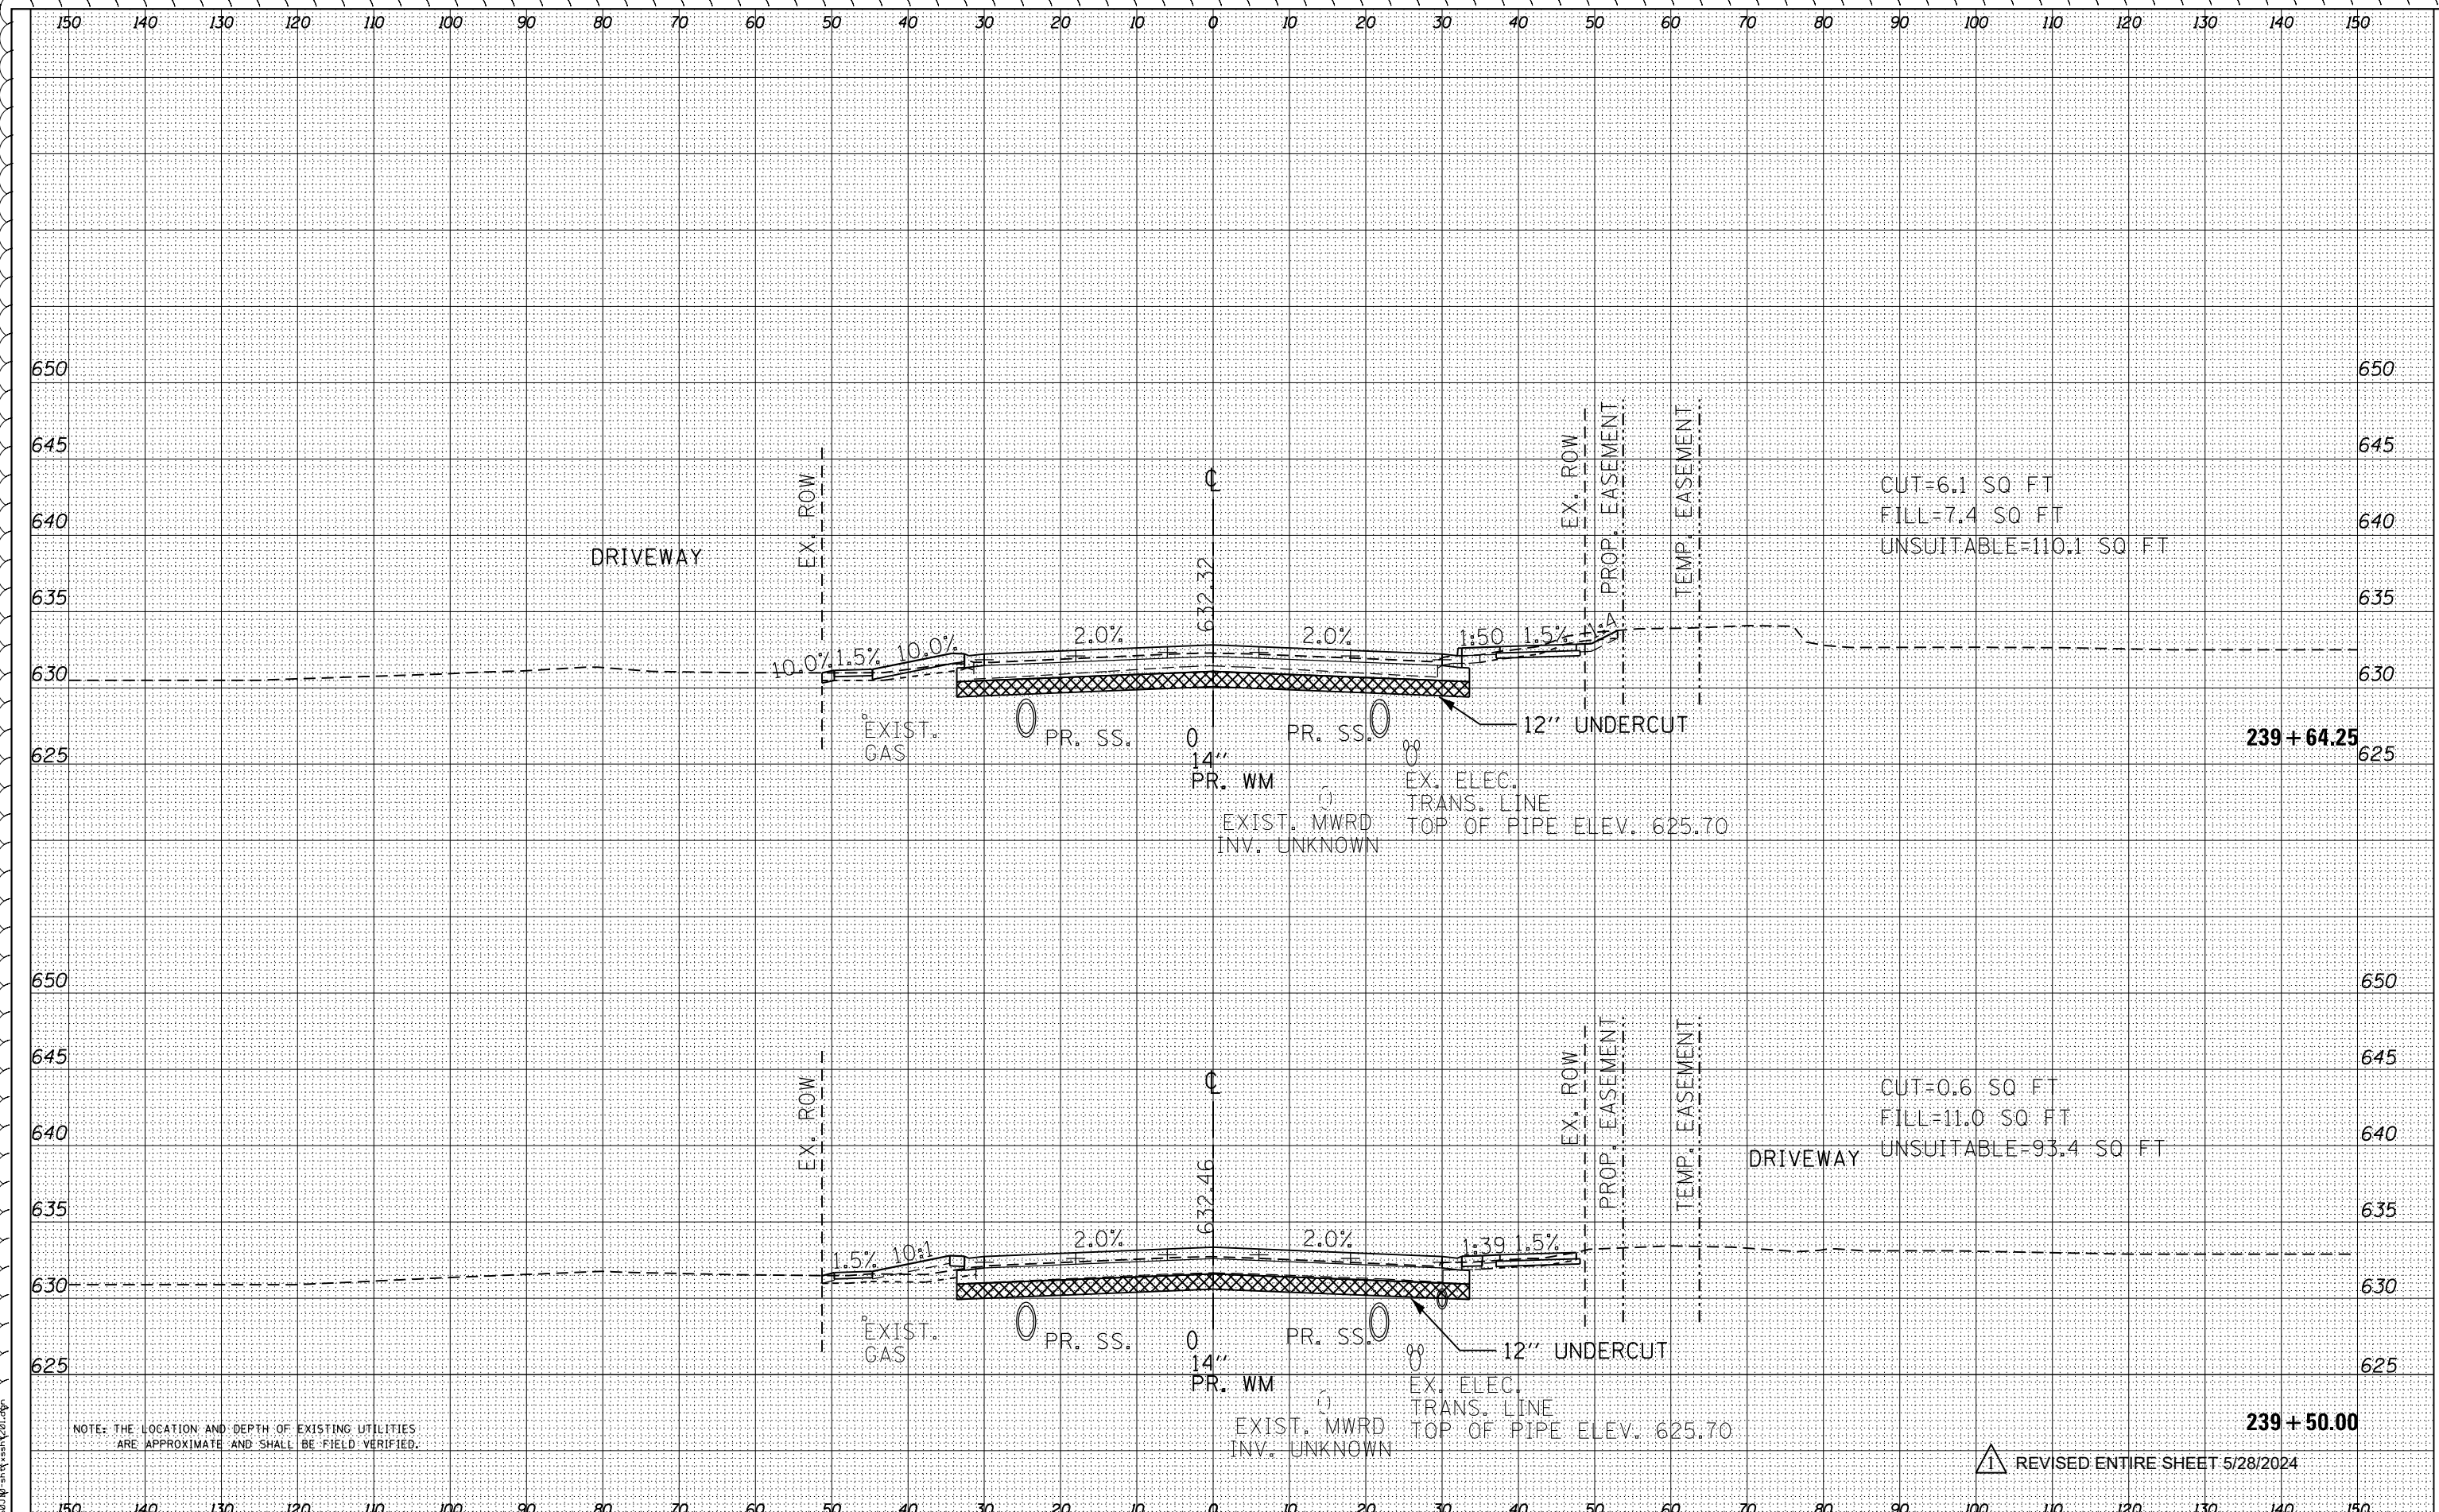 150 140 130 120 110 100 90 80 70 60 50 40 30 20 10 0 10 20 30 40 50 60 70 80 90 100 110 120 130 140 150
650 650
645 645
640 640
635 635
630 630
625 625
EX. ROW
DRIVEWAY
℄
632.32
EX. ROW
PROP. EASEMENT
TEMP. EASEMENT
CUT=6.1 SQ FT
FILL=7.4 SQ FT
UNSUITABLE=110.1 SQ FT
10.0% 1.5% 10.0% 2.0% 2.0% 1:50 1.5% 1:4
EXIST.
GAS
PR. SS.
14"
PR. WM
PR. SS.
12" UNDERCUT
EX. ELEC.
TRANS. LINE
TOP OF PIPE ELEV. 625.70
EXIST. MWRD
INV. UNKNOWN
239+64.25
650 650
645 645
640 640
635 635
630 630
625 625
EX. ROW
℄
632.46
EX. ROW
PROP. EASEMENT
TEMP. EASEMENT
DRIVEWAY
CUT=0.6 SQ FT
FILL=11.0 SQ FT
UNSUITABLE=93.4 SQ FT
1.5% 10:1 2.0% 2.0% 1:39 1.5%
EXIST.
GAS
PR. SS.
14"
PR. WM
PR. SS.
12" UNDERCUT
EX. ELEC.
TRANS. LINE
TOP OF PIPE ELEV. 625.70
EXIST. MWRD
INV. UNKNOWN
239+50.00
NOTE: THE LOCATION AND DEPTH OF EXISTING UTILITIES
ARE APPROXIMATE AND SHALL BE FIELD VERIFIED.
1 REVISED ENTIRE SHEET 5/28/2024
150 140 130 120 110 100 90 80 70 60 50 40 30 20 10 0 10 20 30 40 50 60 70 80 90 100 110 120 130 140 150